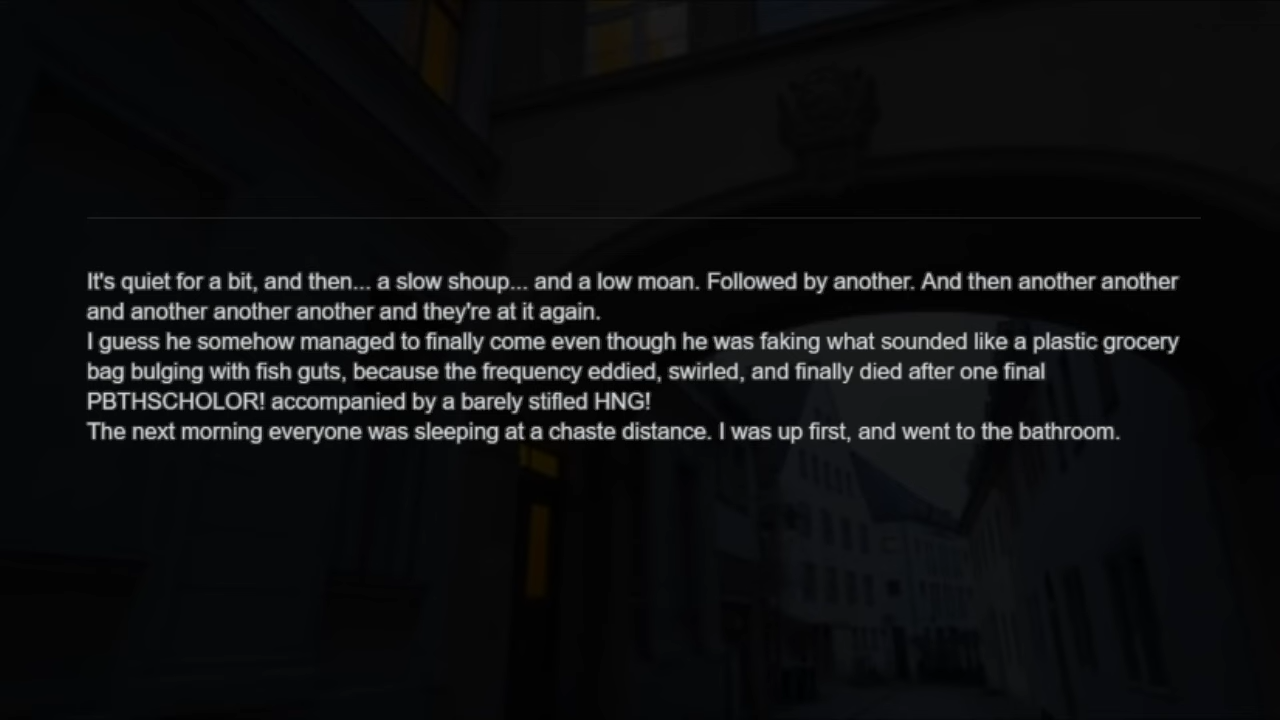 It's quiet for a bit, and then... a slow shoup... and a low moan. Followed by another. And then another another
and another another another and they're at it again.
I guess he somehow managed to finally come even though he was faking what sounded like a plastic grocery
bag bulging with fish guts, because the frequency eddied, swirled, and finally died after one final
PBTHSCHOLOR! accompanied by a barely stifled HNG!
The next morning everyone was sleeping at a chaste distance. I was up first, and went to the bathroom.